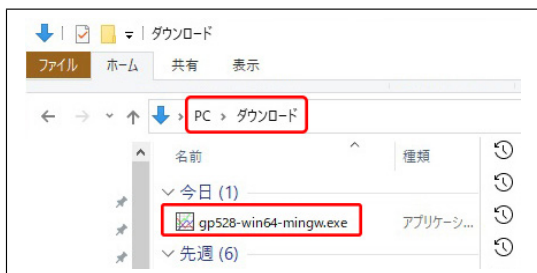 ダウンロード
ファイル ホーム 共有 表示
PC › ダウンロード
名前 種類
今日 (1)
gp528-win64-mingw.exe アプリケーシ...
先週 (6)